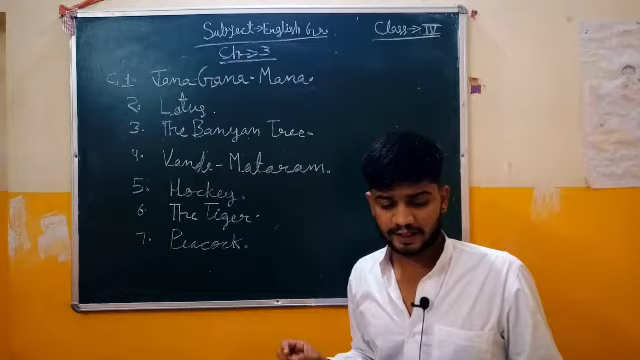 Subject→English Gr.
Class→IV
Ch→3
C.1. Jana-Gana-Mana.
2. Lotus.
3. The Banyan Tree.
4. Vande-Mataram.
5. Hockey.
6. The Tiger.
7. Peacock.